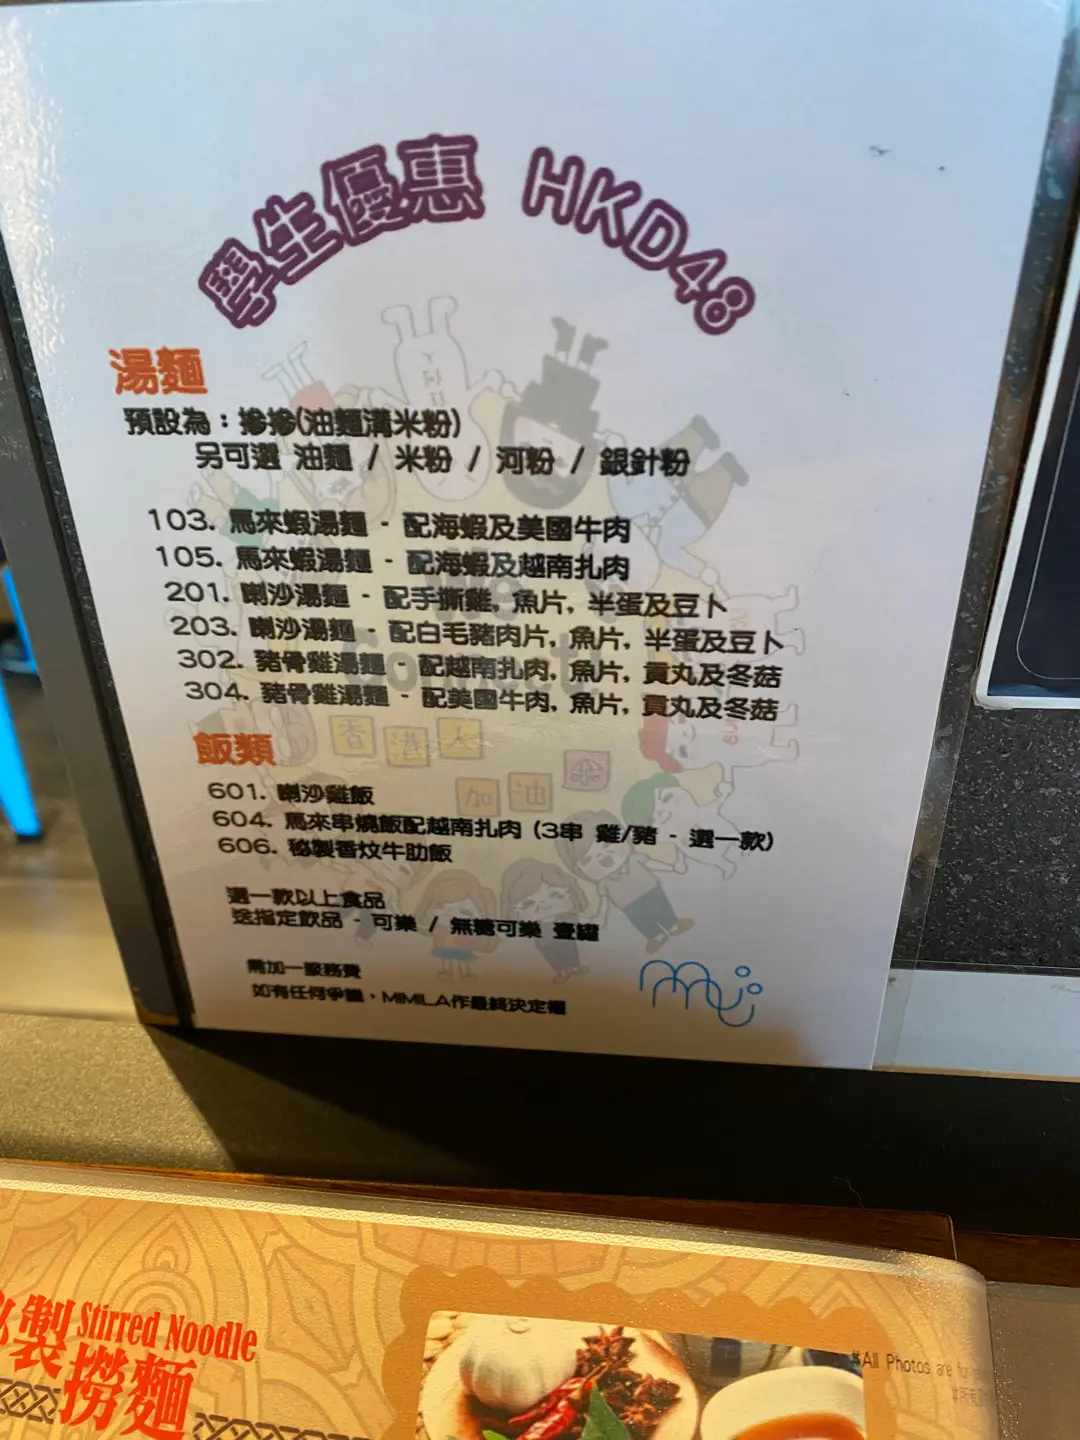 學生優惠 HKD48
湯麵
預設為：摻摻(油麵溝米粉)
另可選 油麵 / 米粉 / 河粉 / 銀針粉
103. 馬來蝦湯麵 - 配海蝦及美國牛肉
105. 馬來蝦湯麵 - 配海蝦及越南扎肉
201. 喇沙湯麵 - 配手撕雞, 魚片, 半蛋及豆卜
203. 喇沙湯麵 - 配白毛豬肉片, 魚片, 半蛋及豆卜
302. 豬骨雞湯麵 - 配越南扎肉, 魚片, 貢丸及冬菇
304. 豬骨雞湯麵 - 配美國牛肉, 魚片, 貢丸及冬菇
香港人
加油
飯類
601. 喇沙雞飯
604. 馬來串燒飯配越南扎肉 (3串 雞/豬 - 選一款)
606. 秘製香炆牛肋飯
選一款以上食品
送指定飲品 - 可樂 / 無糖可樂 壹罐
需加一服務費
如有任何爭議，MIMILA作最終決定權
製 Stirred Noodle
撈麵
#All Photos are for